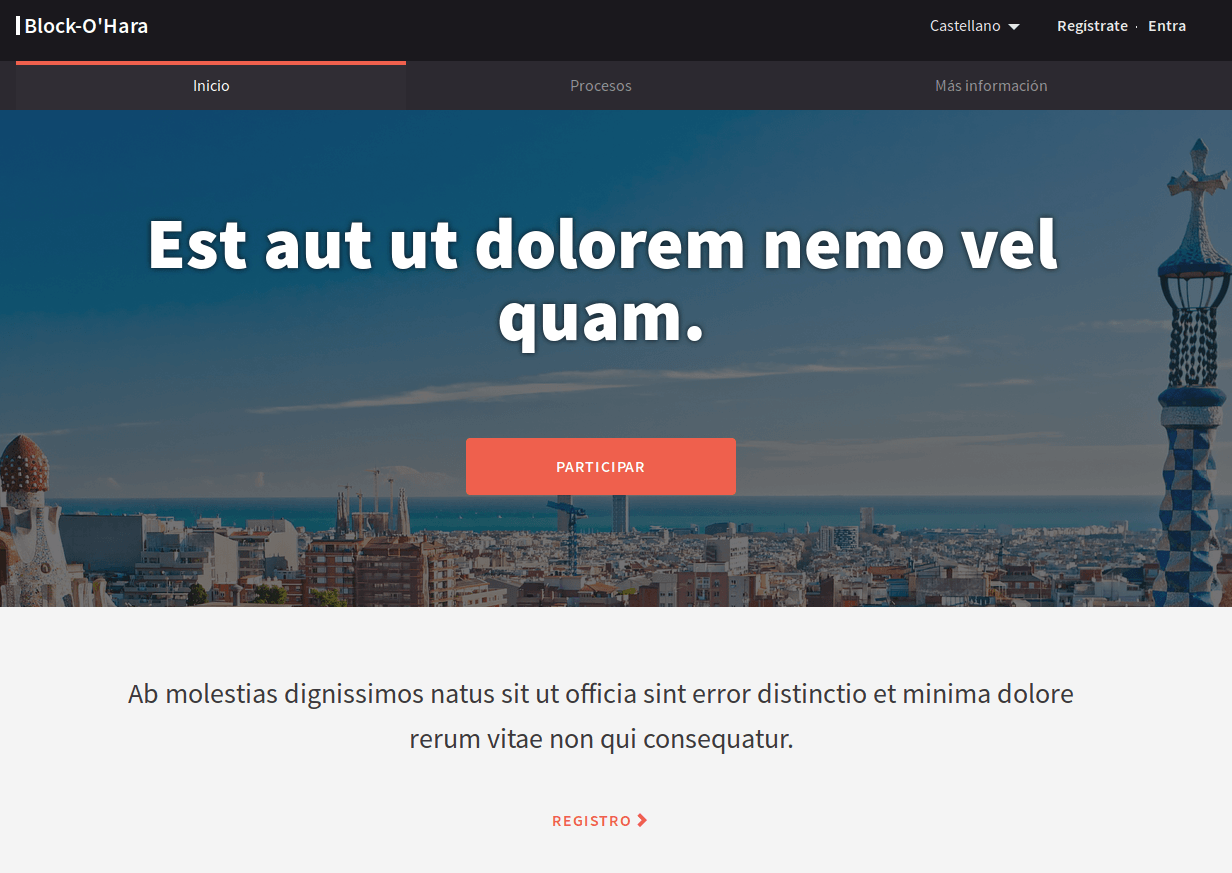 Block-O'Hara
Castellano
Regístrate · Entra
Inicio
Procesos
Más información
Est aut ut dolorem nemo vel
quam.
PARTICIPAR
Ab molestias dignissimos natus sit ut officia sint error distinctio et minima dolore
rerum vitae non qui consequatur.
REGISTRO